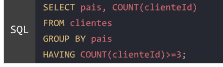 SQL
SELECT pais, COUNT(clienteId)
FROM clientes
GROUP BY pais
HAVING COUNT(clienteId)>=3;